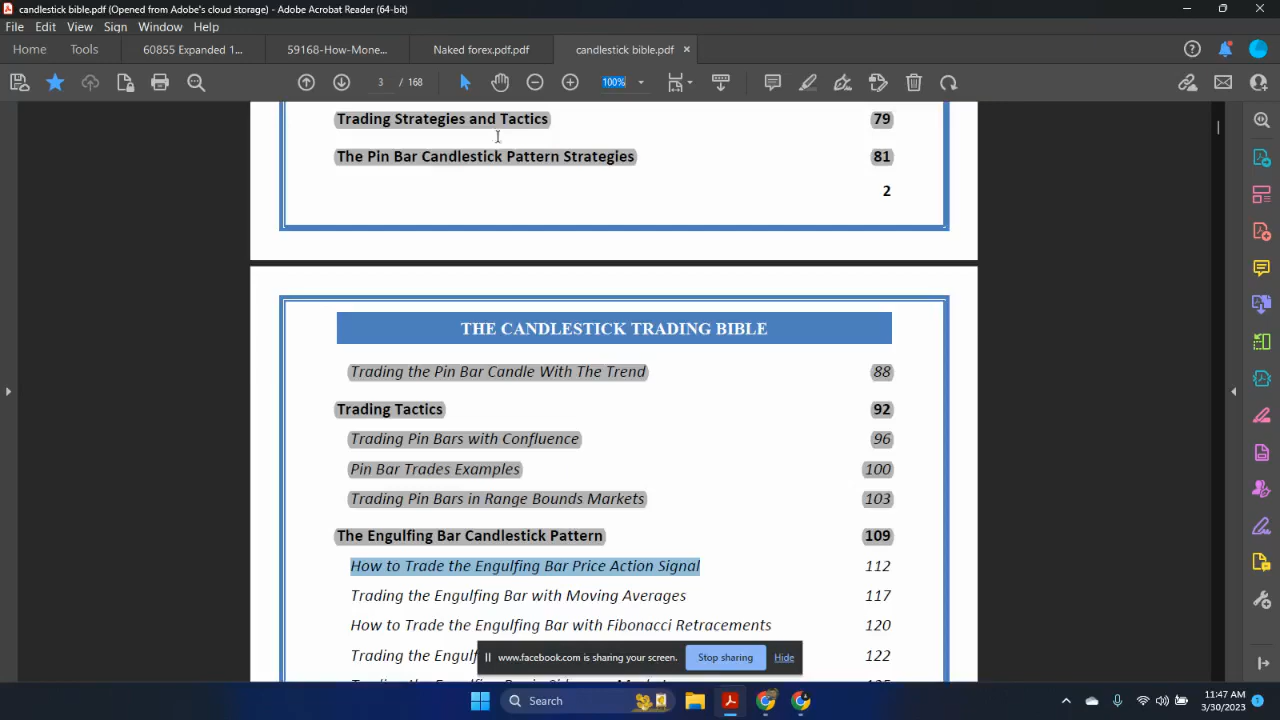 candlestick bible.pdf (Opened from Adobe's cloud storage) - Adobe Acrobat Reader (64-bit)
File Edit View Sign Window Help
Home Tools 60855 Expanded 1... 59168-How-Mone... Naked forex.pdf.pdf candlestick bible.pdf ×
3 / 168 100%
Trading Strategies and Tactics 79
The Pin Bar Candlestick Pattern Strategies 81
2
THE CANDLESTICK TRADING BIBLE
Trading the Pin Bar Candle With The Trend 88
Trading Tactics 92
Trading Pin Bars with Confluence 96
Pin Bar Trades Examples 100
Trading Pin Bars in Range Bounds Markets 103
The Engulfing Bar Candlestick Pattern 109
How to Trade the Engulfing Bar Price Action Signal 112
Trading the Engulfing Bar with Moving Averages 117
How to Trade the Engulfing Bar with Fibonacci Retracements 120
Trading the Engulf 122
www.facebook.com is sharing your screen. Stop sharing Hide
Search
11:47 AM
3/30/2023